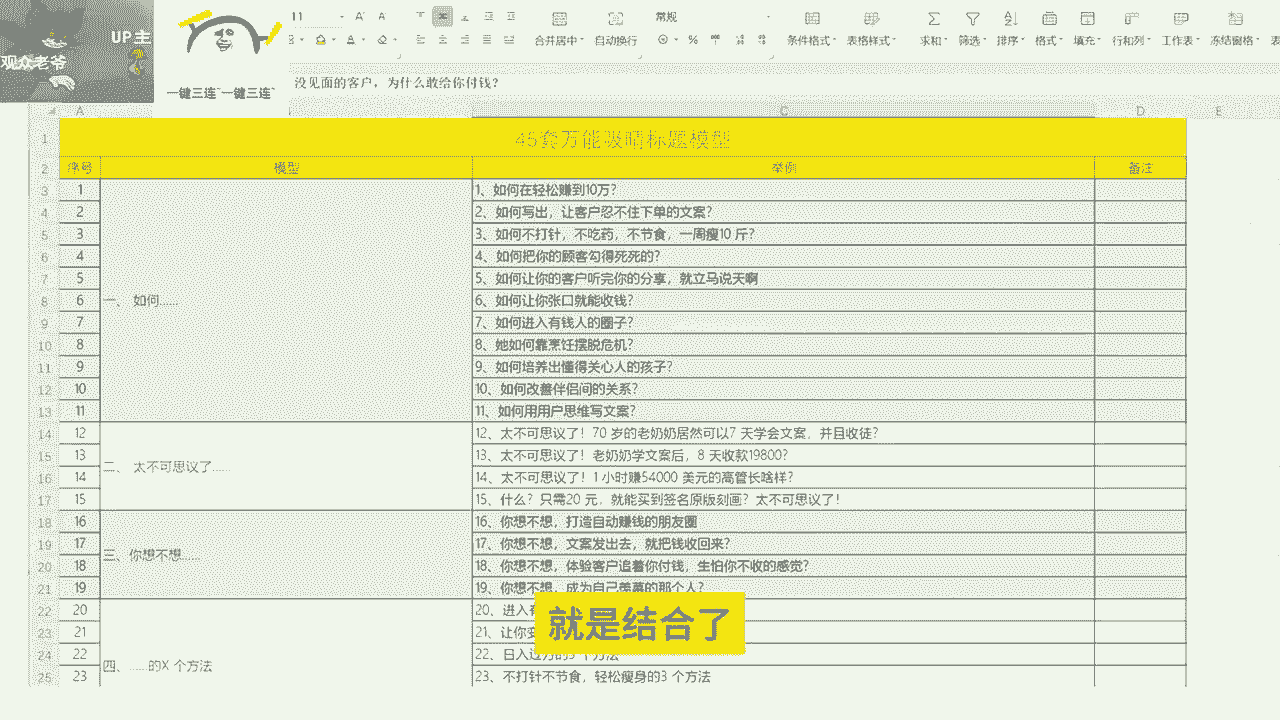 UP主
观众老爷
一键三连~一键三连~
11
常规
合并居中
自动换行
条件格式
表格样式
求和
筛选
排序
格式
填充
行和列
工作表
冻结窗格
没见面的客户，为什么敢给你付钱？
A
C
D
E
45套万能吸睛标题模型
序号 模型 举例 备注
1 1、如何在轻松赚到10万？
2 2、如何写出，让客户忍不住下单的文案？
3 3、如何不打针，不吃药，不节食，一周瘦10 斤？
4 4、如何把你的顾客勾得死死的？
5 5、如何让你的客户听完你的分享，就立马说天啊
6 一、 如何…… 6、如何让你张口就能收钱？
7 7、如何进入有钱人的圈子？
8 8、她如何靠烹饪摆脱危机？
9 9、如何培养出懂得关心人的孩子？
10 10、如何改善伴侣间的关系？
11 11、如何用用户思维写文案？
12 12、太不可思议了！70 岁的老奶奶居然可以7 天学会文案，并且收徒？
13 13、太不可思议了！老奶奶学文案后，8 天收款19800？
二、 太不可思议了……
14 14、太不可思议了！1 小时赚54000 美元的高管长啥样？
15 15、什么？只需20 元，就能买到签名原版刻画？太不可思议了！
16 16、你想不想，打造自动赚钱的朋友圈
17 17、你想不想，文案发出去，就把钱收回来？
三、你想不想……
18 18、你想不想，体验客户追着你付钱，生怕你不收的感觉？
19 19、你想不想，成为自己羡慕的那个人？
20 20、进入
21 21、让你
就是结合了
22 22、日入过万的3 个方法
四、……的X 个方法
23 23、不打针不节食，轻松瘦身的3 个方法